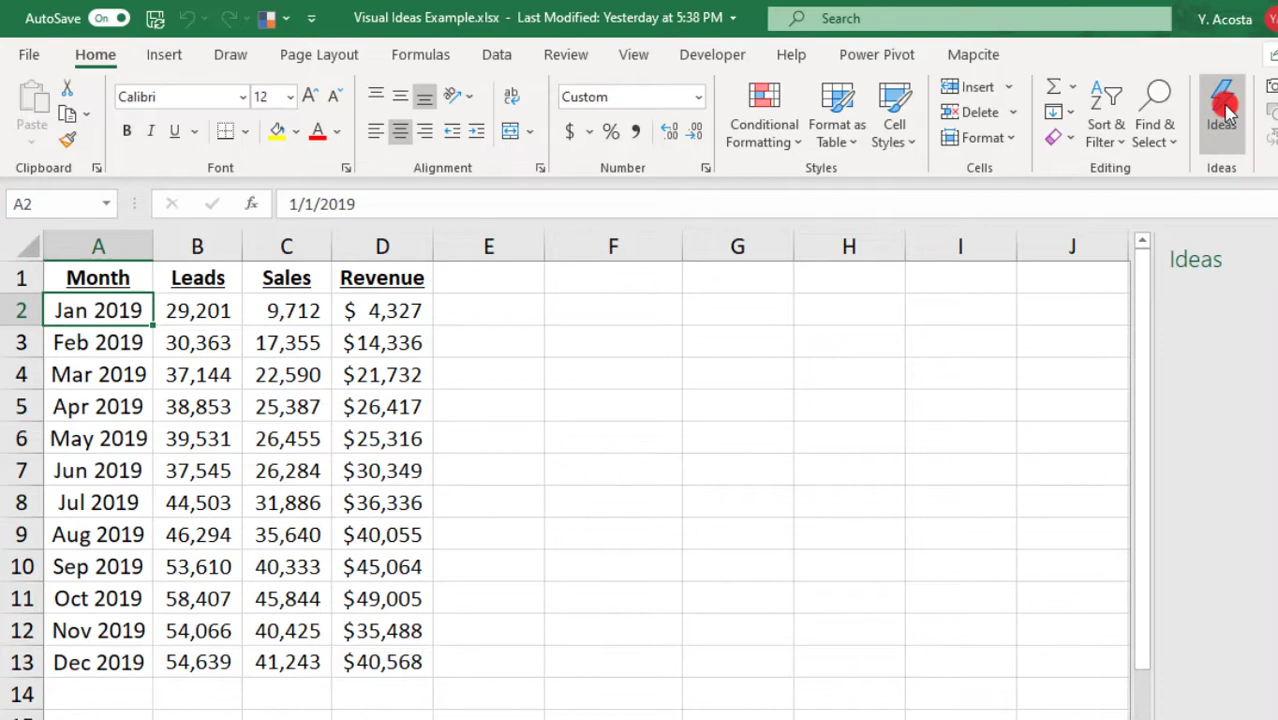 AutoSave On Visual Ideas Example.xlsx - Last Modified: Yesterday at 5:38 PM Search Y. Acosta
File Home Insert Draw Page Layout Formulas Data Review View Developer Help Power Pivot Mapcite
Paste
Calibri 12 A A
B I U A
ab
Custom
$ % 9
Conditional Formatting
Format as Table
Cell Styles
Insert
Delete
Format
Sort & Filter
Find & Select
Ideas
Clipboard Font Alignment Number Styles Cells Editing Ideas
A2 fx 1/1/2019
A B C D E F G H I J
1 Month Leads Sales Revenue
2 Jan 2019 29,201 9,712 $ 4,327
3 Feb 2019 30,363 17,355 $14,336
4 Mar 2019 37,144 22,590 $21,732
5 Apr 2019 38,853 25,387 $26,417
6 May 2019 39,531 26,455 $25,316
7 Jun 2019 37,545 26,284 $30,349
8 Jul 2019 44,503 31,886 $36,336
9 Aug 2019 46,294 35,640 $40,055
10 Sep 2019 53,610 40,333 $45,064
11 Oct 2019 58,407 45,844 $49,005
12 Nov 2019 54,066 40,425 $35,488
13 Dec 2019 54,639 41,243 $40,568
14
Ideas